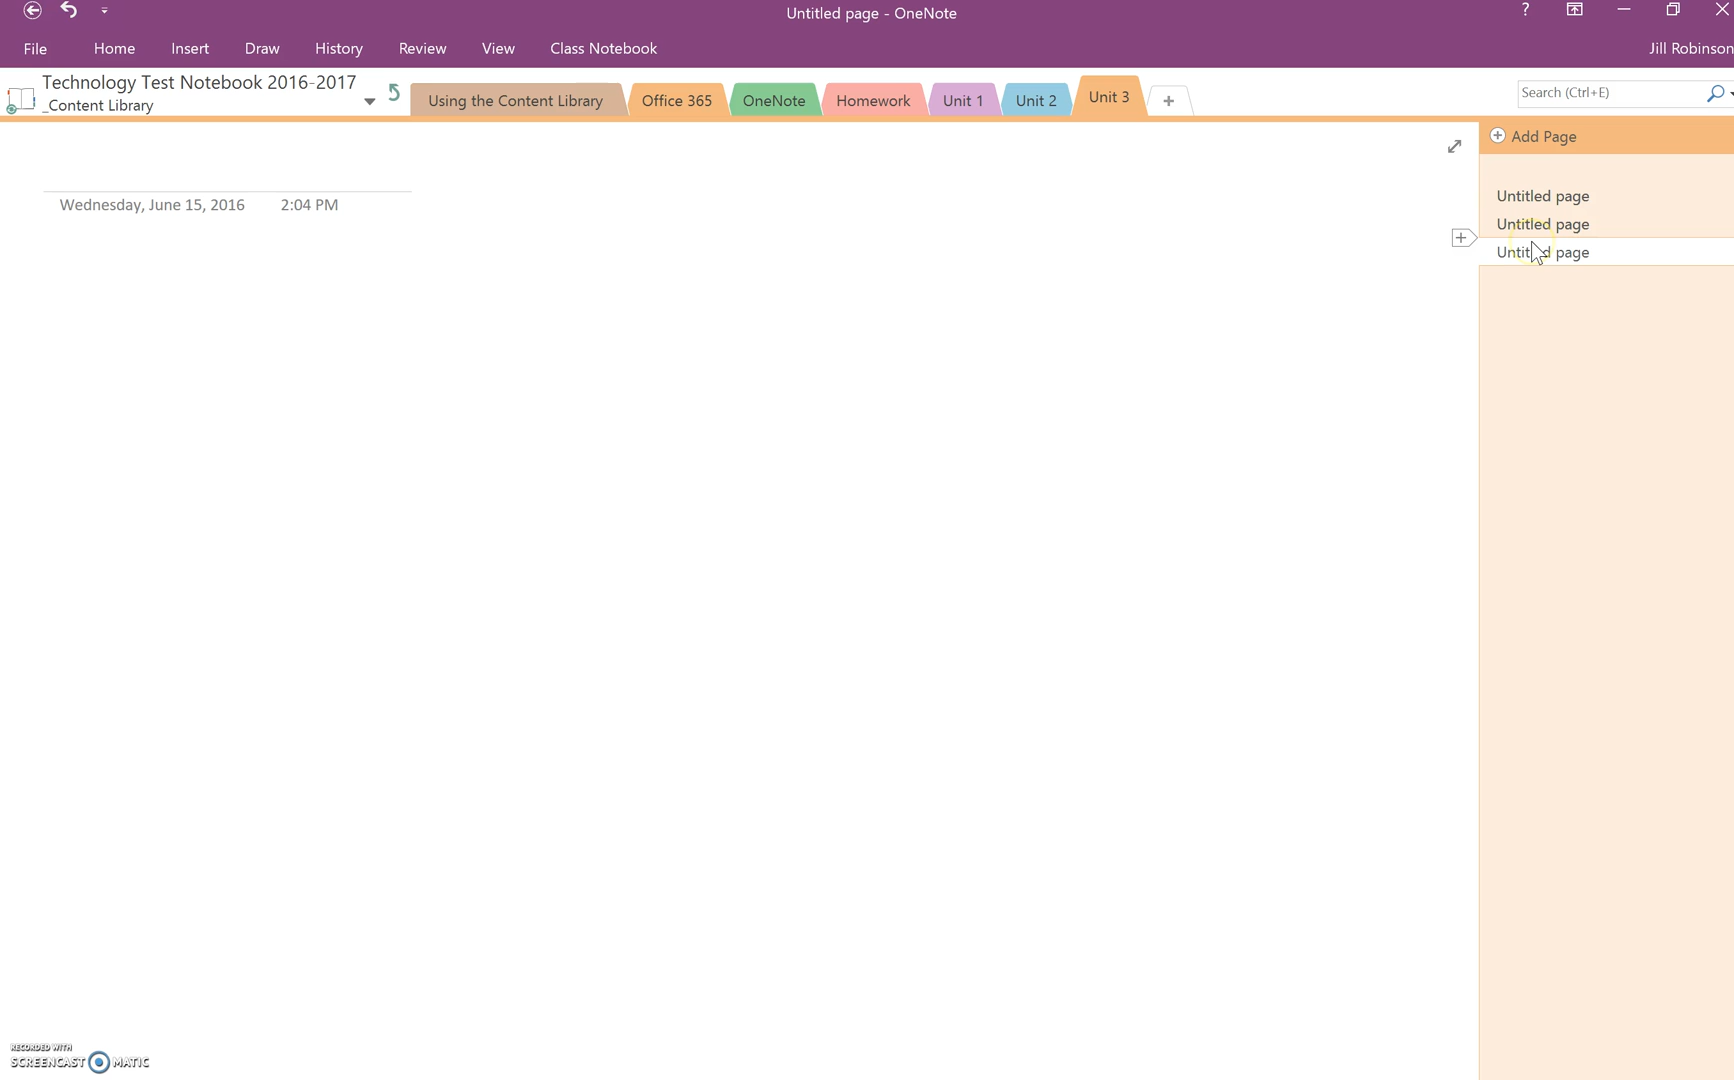 Untitled page - OneNote
?
File Home Insert Draw History Review View Class Notebook Jill Robinson
Technology Test Notebook 2016-2017
_Content Library
Using the Content Library Office 365 OneNote Homework Unit 1 Unit 2 Unit 3 +
Search (Ctrl+E)
Add Page
Wednesday, June 15, 2016 2:04 PM
Untitled page
Untitled page
Untitled page
RECORDED WITH
SCREENCAST MATIC